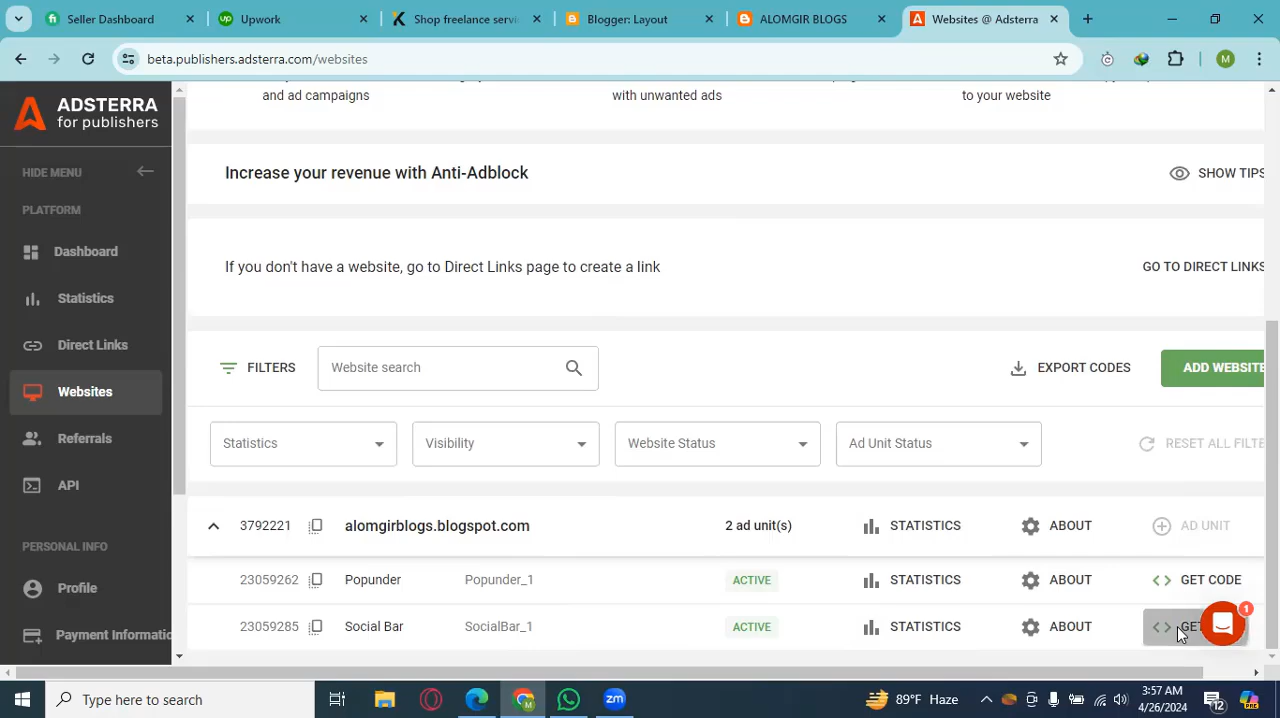 Seller Dashboard
Upwork
Shop freelance servi
Blogger: Layout
ALOMGIR BLOGS
Websites @ Adsterra
beta.publishers.adsterra.com/websites
M
ADSTERRA
for publishers
HIDE MENU
PLATFORM
Dashboard
Statistics
Direct Links
Websites
Referrals
API
PERSONAL INFO
Profile
Payment Informatic
and ad campaigns
with unwanted ads
to your website
Increase your revenue with Anti-Adblock
SHOW TIPS
If you don't have a website, go to Direct Links page to create a link
GO TO DIRECT LINKS
FILTERS
Website search
EXPORT CODES
ADD WEBSITE
Statistics
Visibility
Website Status
Ad Unit Status
RESET ALL FILTE
3792221
alomgirblogs.blogspot.com
2 ad unit(s)
STATISTICS
ABOUT
AD UNIT
23059262
Popunder
Popunder_1
ACTIVE
STATISTICS
ABOUT
GET CODE
23059285
Social Bar
SocialBar_1
ACTIVE
STATISTICS
ABOUT
GET
1
Type here to search
89°F Haze
3:57 AM
4/26/2024
12